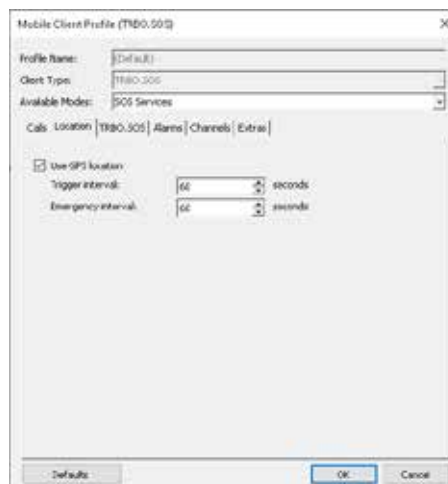 Mobile Client Profile (TRBO.SOS)
Profile Name: (Default)
Client Type: TRBO.SOS ...
Available Modes: SOS Services
Calls Location TRBO.SOS Alarms Channels Extras
Use GPS location
Trigger interval: 60 seconds
Emergency interval: 60 seconds
Defaults OK Cancel